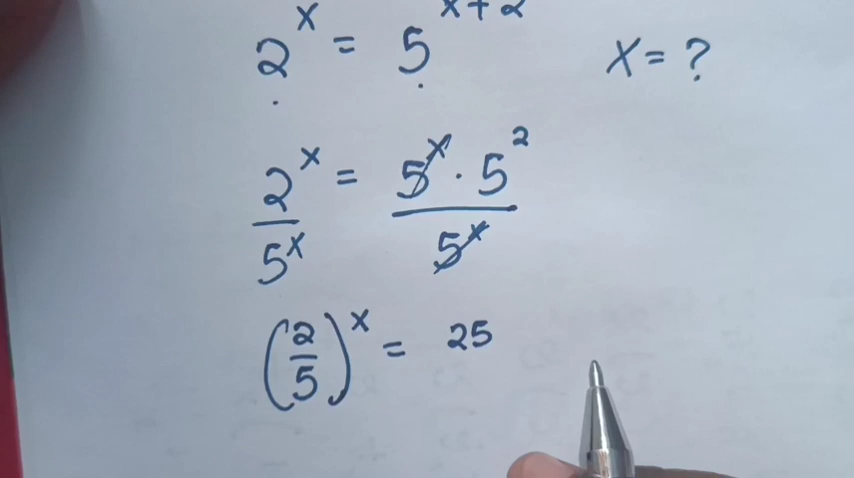 2^x = 5^(x+2) x = ?
2^x/5^x = 5^x · 5^2/5^x
(2/5)^x = 25